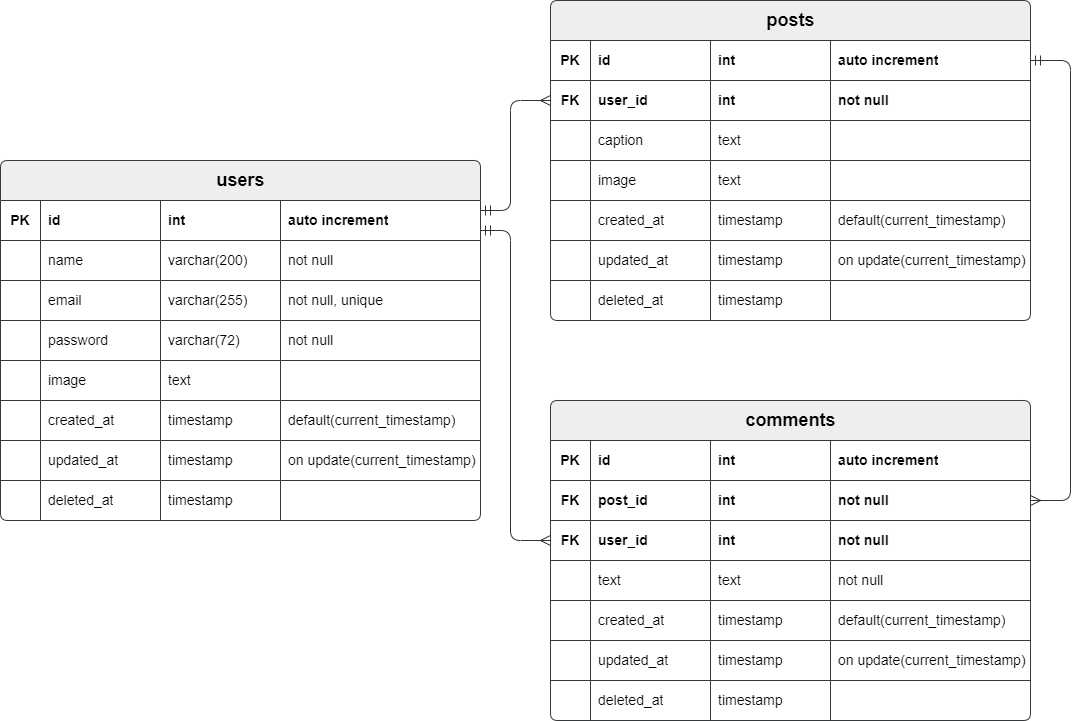 users
PK id int auto increment
name varchar(200) not null
email varchar(255) not null, unique
password varchar(72) not null
image text
created_at timestamp default(current_timestamp)
updated_at timestamp on update(current_timestamp)
deleted_at timestamp
posts
PK id int auto increment
FK user_id int not null
caption text
image text
created_at timestamp default(current_timestamp)
updated_at timestamp on update(current_timestamp)
deleted_at timestamp
comments
PK id int auto increment
FK post_id int not null
FK user_id int not null
text text not null
created_at timestamp default(current_timestamp)
updated_at timestamp on update(current_timestamp)
deleted_at timestamp